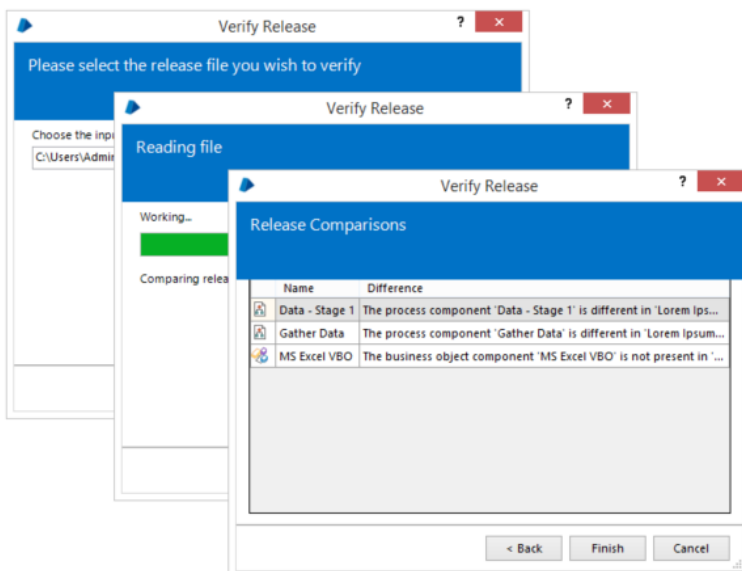 Verify Release
?
Please select the release file you wish to verify
Choose the
C:\Users\
Verify Release
?
Reading file
Working...
Comparing
Verify Release
?
Release Comparisons
Name Difference
Data - Stage 1 The process component 'Data - Stage 1' is different in 'Lorem Ips...
Gather Data The process component 'Gather Data' is different in 'Lorem Ipsum...
MS Excel VBO The business object component 'MS Excel VBO' is not present in '...
< Back Finish Cancel